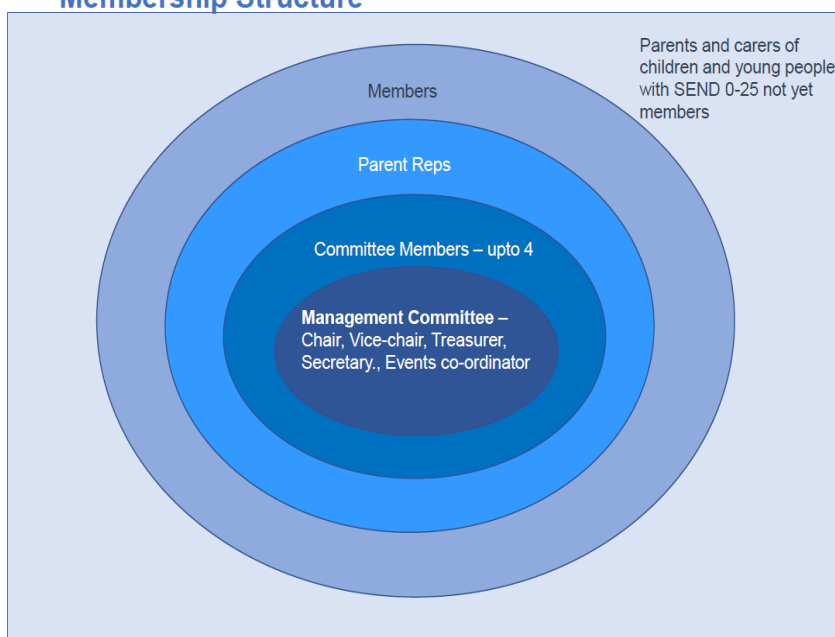 Membership Structure
Parents and carers of
children and young people
with SEND 0-25 not yet
members
Members
Parent Reps
Committee Members – upto 4
Management Committee –
Chair, Vice-chair, Treasurer,
Secretary., Events co-ordinator